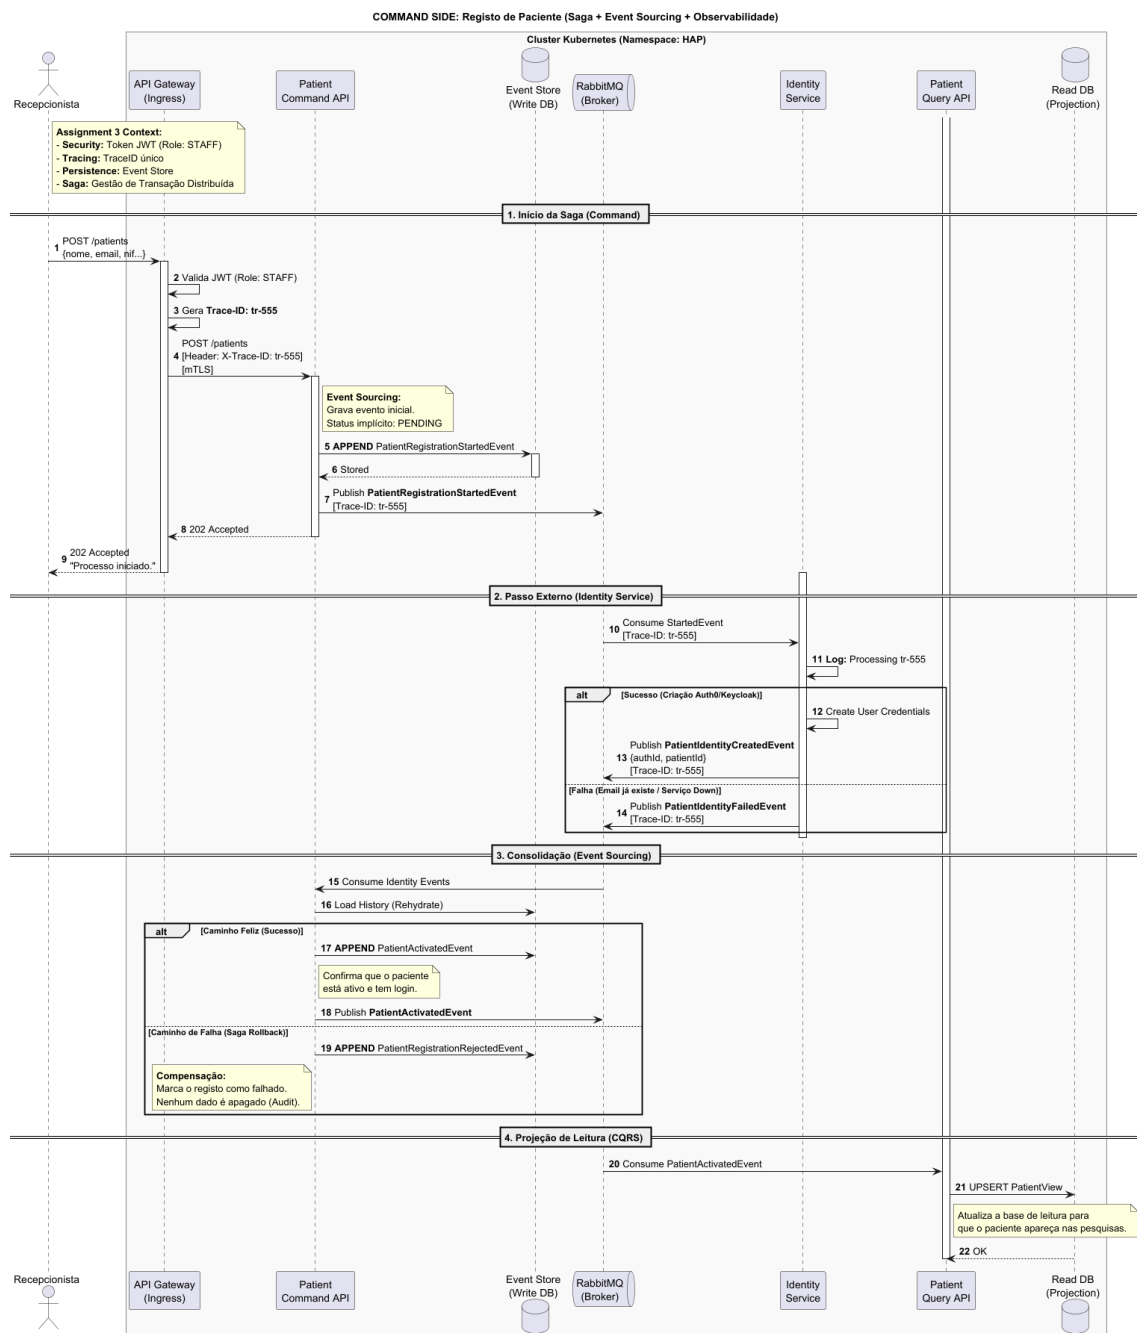 COMMAND SIDE: Registo de Paciente (Saga + Event Sourcing + Observabilidade)
Cluster Kubernetes (Namespace: HAP)
Recepcionista
API Gateway
(Ingress)
Patient
Command API
Event Store
(Write DB)
RabbitMQ
(Broker)
Identity
Service
Patient
Query API
Read DB
(Projection)
Assignment 3 Context:
- Security: Token JWT (Role: STAFF)
- Tracing: TraceID único
- Persistence: Event Store
- Saga: Gestão de Transação Distribuída
1. Início da Saga (Command)
1 POST /patients
{nome, email, nif...}
2 Valida JWT (Role: STAFF)
3 Gera Trace-ID: tr-555
POST /patients
4 [Header: X-Trace-ID: tr-555]
[mTLS]
Event Sourcing:
Grava evento inicial.
Status implícito: PENDING
5 APPEND PatientRegistrationStartedEvent
6 Stored
7 Publish PatientRegistrationStartedEvent
[Trace-ID: tr-555]
8 202 Accepted
9 202 Accepted
"Processo iniciado."
2. Passo Externo (Identity Service)
10 Consume StartedEvent
[Trace-ID: tr-555]
11 Log: Processing tr-555
alt [Sucesso (Criação Auth0/Keycloak)]
12 Create User Credentials
Publish PatientIdentityCreatedEvent
13 {authId, patientId}
[Trace-ID: tr-555]
[Falha (Email já existe / Serviço Down)]
14 Publish PatientIdentityFailedEvent
[Trace-ID: tr-555]
3. Consolidação (Event Sourcing)
15 Consume Identity Events
16 Load History (Rehydrate)
alt [Caminho Feliz (Sucesso)]
17 APPEND PatientActivatedEvent
Confirma que o paciente
está ativo e tem login.
18 Publish PatientActivatedEvent
[Caminho de Falha (Saga Rollback)]
19 APPEND PatientRegistrationRejectedEvent
Compensação:
Marca o registo como falhado.
Nenhum dado é apagado (Audit).
4. Projeção de Leitura (CQRS)
20 Consume PatientActivatedEvent
21 UPSERT PatientView
Atualiza a base de leitura para
que o paciente apareça nas pesquisas.
22 OK
Recepcionista
API Gateway
(Ingress)
Patient
Command API
Event Store
(Write DB)
RabbitMQ
(Broker)
Identity
Service
Patient
Query API
Read DB
(Projection)